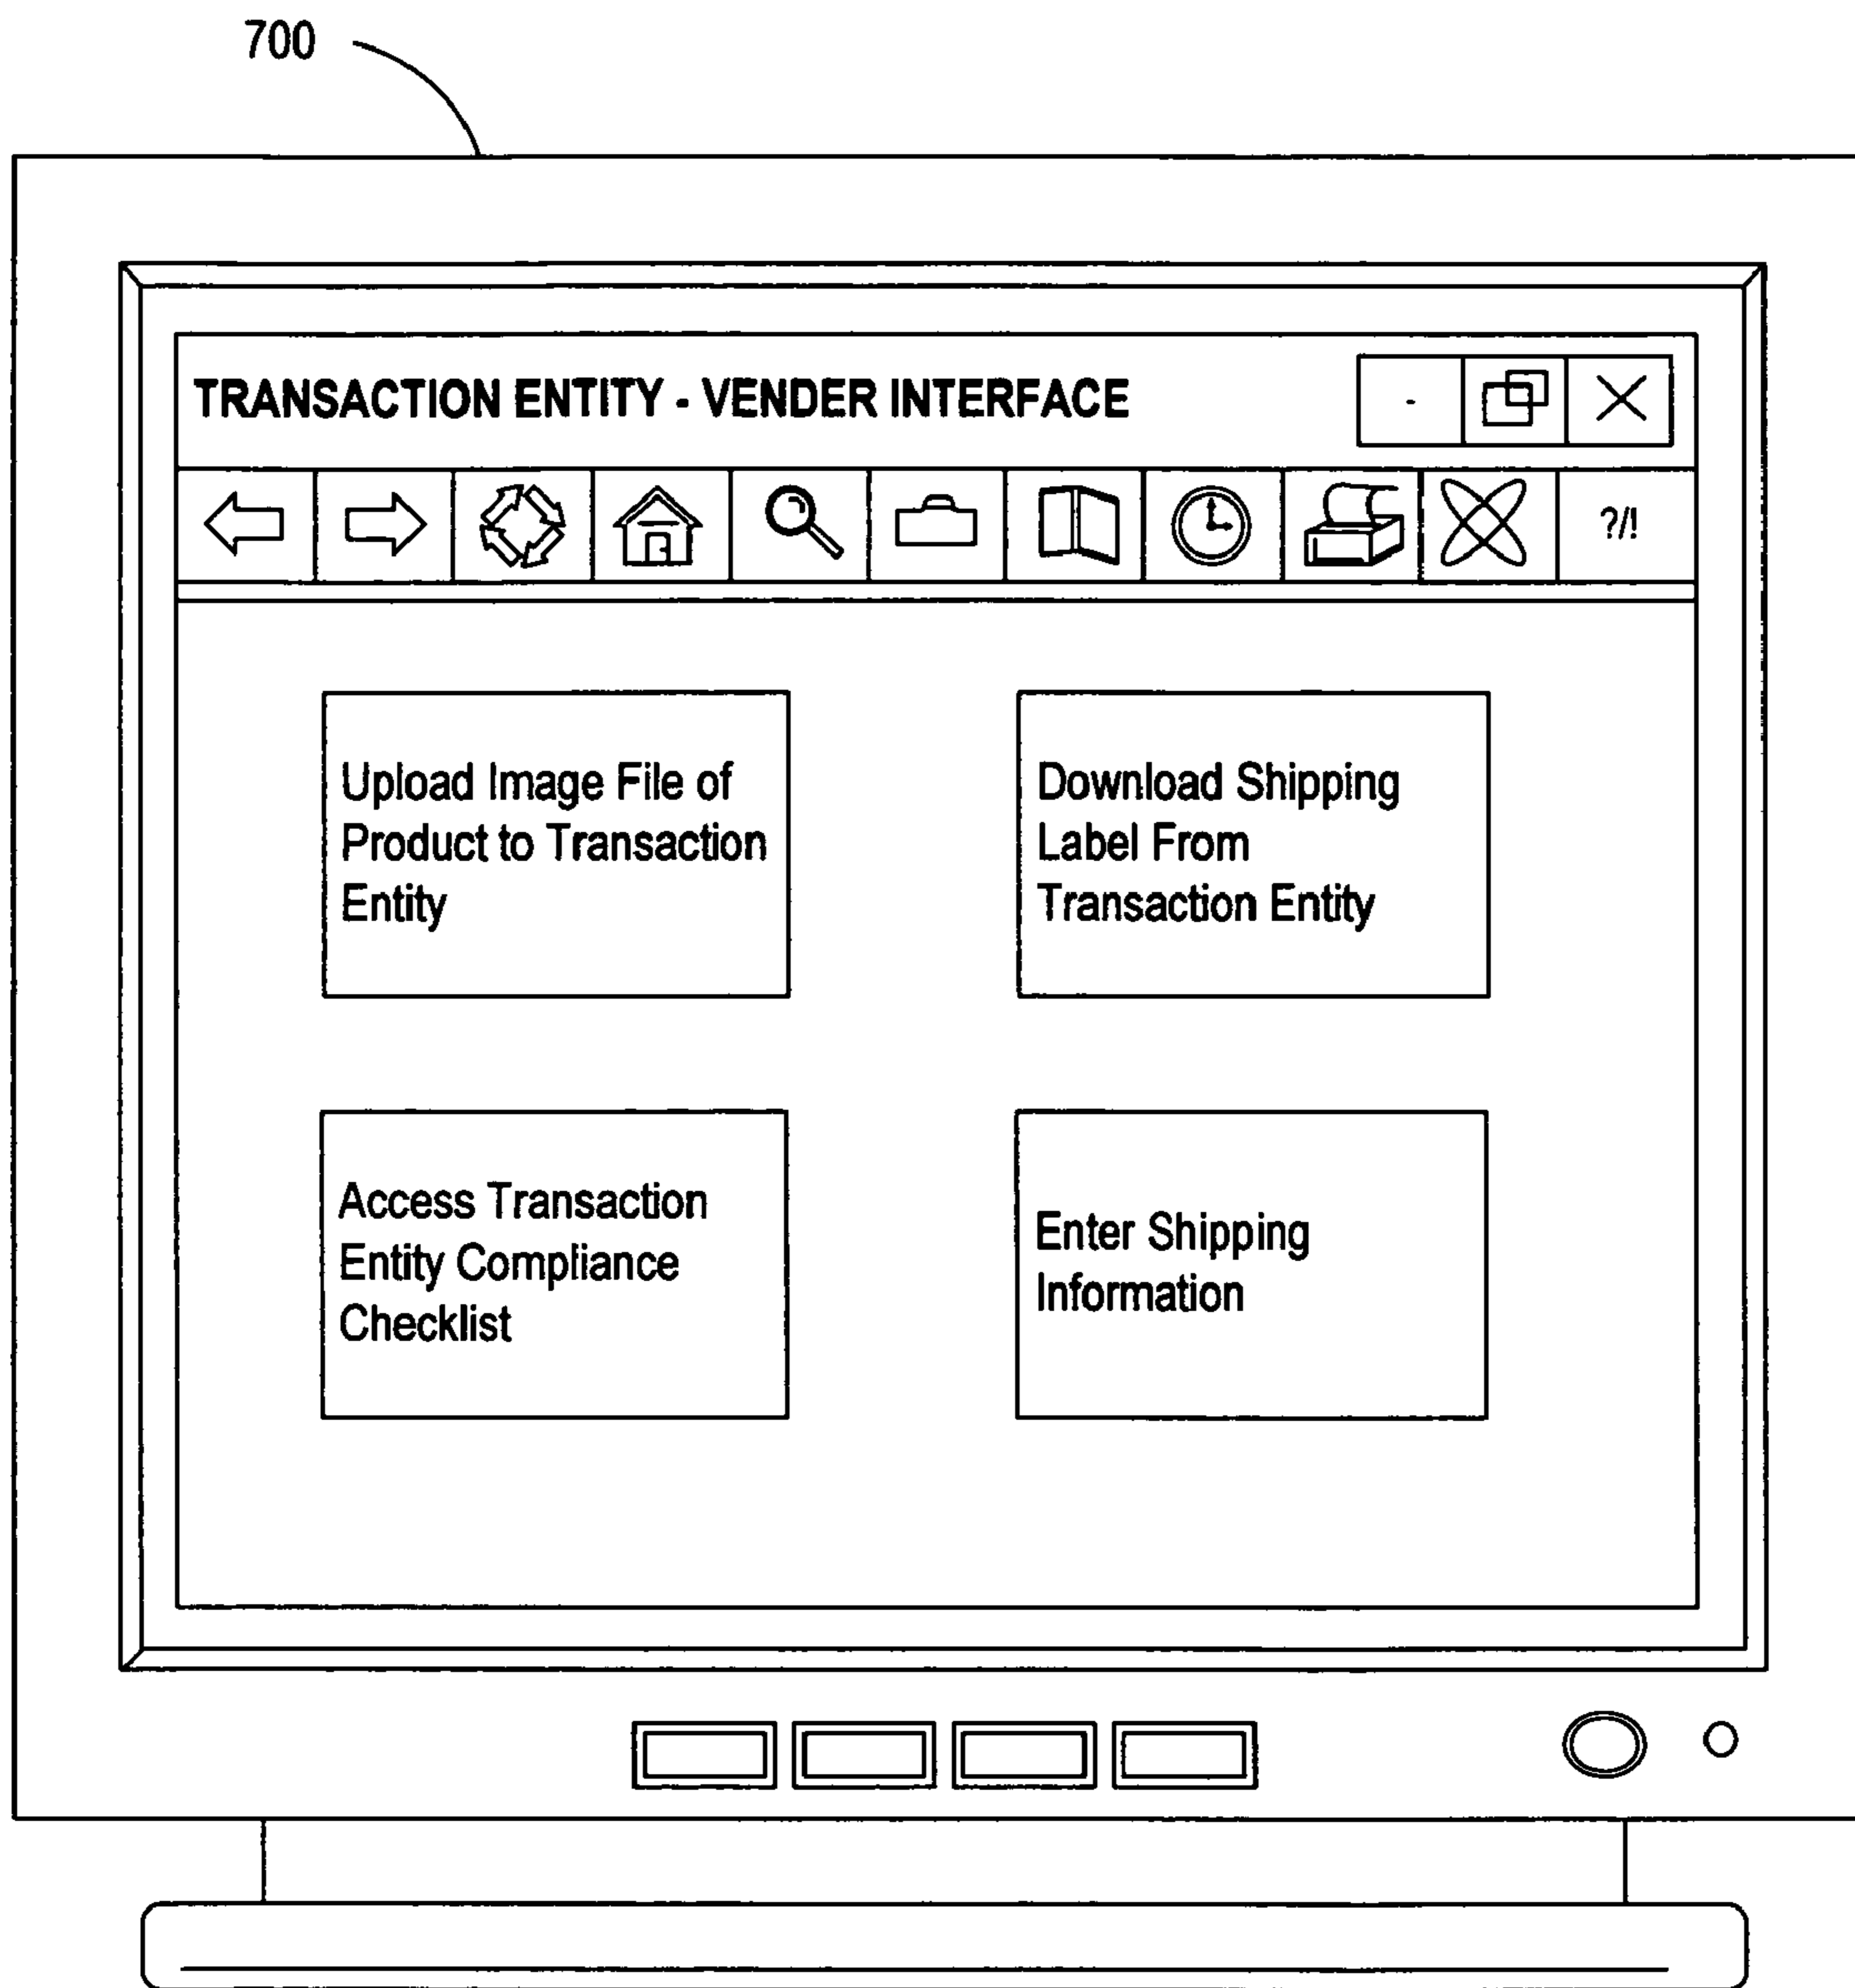 700
TRANSACTION ENTITY - VENDER INTERFACE
?/!
Upload Image File of
Product to Transaction
Entity
Download Shipping
Label From
Transaction Entity
Access Transaction
Entity Compliance
Checklist
Enter Shipping
Information